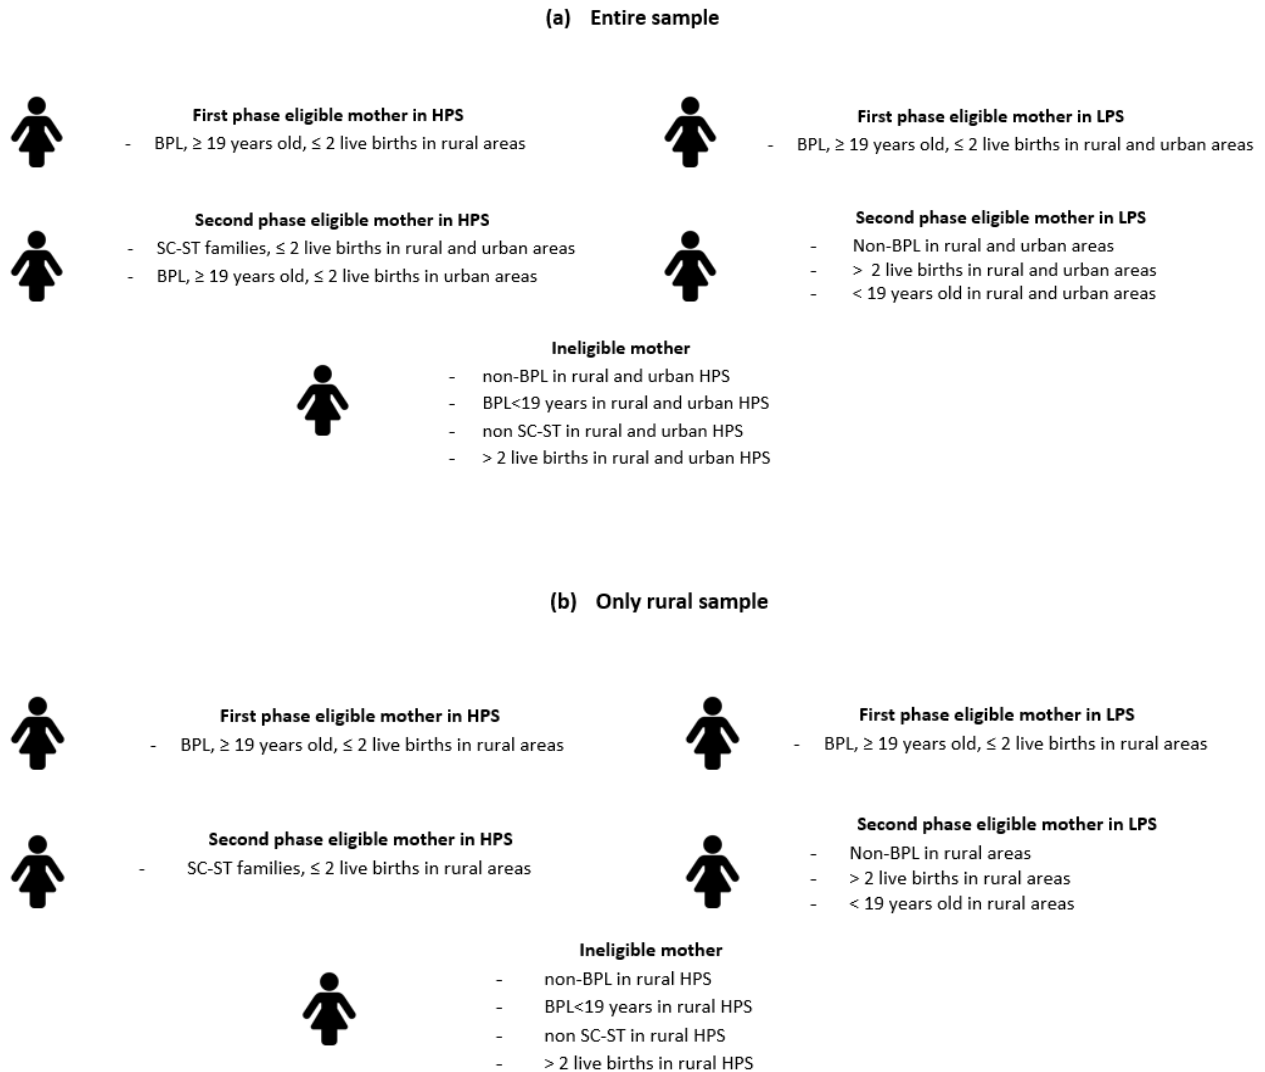 (a) Entire sample
First phase eligible mother in HPS
- BPL, ≥ 19 years old, ≤ 2 live births in rural areas
First phase eligible mother in LPS
- BPL, ≥ 19 years old, ≤ 2 live births in rural and urban areas
Second phase eligible mother in HPS
- SC-ST families, ≤ 2 live births in rural and urban areas
- BPL, ≥ 19 years old, ≤ 2 live births in urban areas
Second phase eligible mother in LPS
- Non-BPL in rural and urban areas
- > 2 live births in rural and urban areas
- < 19 years old in rural and urban areas
Ineligible mother
- non-BPL in rural and urban HPS
- BPL<19 years in rural and urban HPS
- non SC-ST in rural and urban HPS
- > 2 live births in rural and urban HPS
(b) Only rural sample
First phase eligible mother in HPS
- BPL, ≥ 19 years old, ≤ 2 live births in rural areas
First phase eligible mother in LPS
- BPL, ≥ 19 years old, ≤ 2 live births in rural areas
Second phase eligible mother in HPS
- SC-ST families, ≤ 2 live births in rural areas
Second phase eligible mother in LPS
- Non-BPL in rural areas
- > 2 live births in rural areas
- < 19 years old in rural areas
Ineligible mother
- non-BPL in rural HPS
- BPL<19 years in rural HPS
- non SC-ST in rural HPS
- > 2 live births in rural HPS